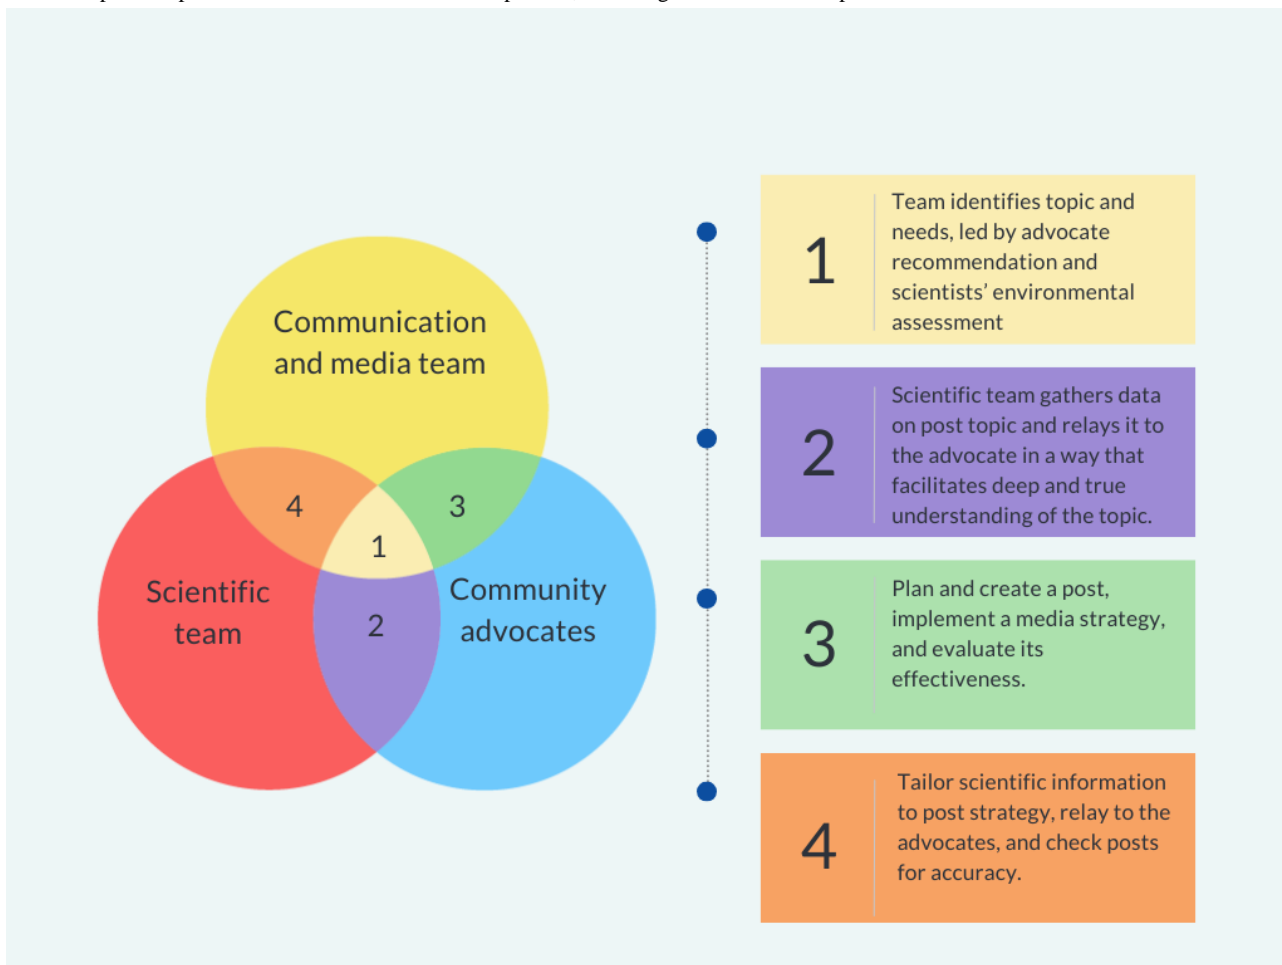 Communication
and media team
4
3
1
Scientific
team
2
Community
advocates
1
Team identifies topic and
needs, led by advocate
recommendation and
scientists’ environmental
assessment
2
Scientific team gathers data
on post topic and relays it to
the advocate in a way that
facilitates deep and true
understanding of the topic.
3
Plan and create a post,
implement a media strategy,
and evaluate its
effectiveness.
4
Tailor scientific information
to post strategy, relay to the
advocates, and check posts
for accuracy.